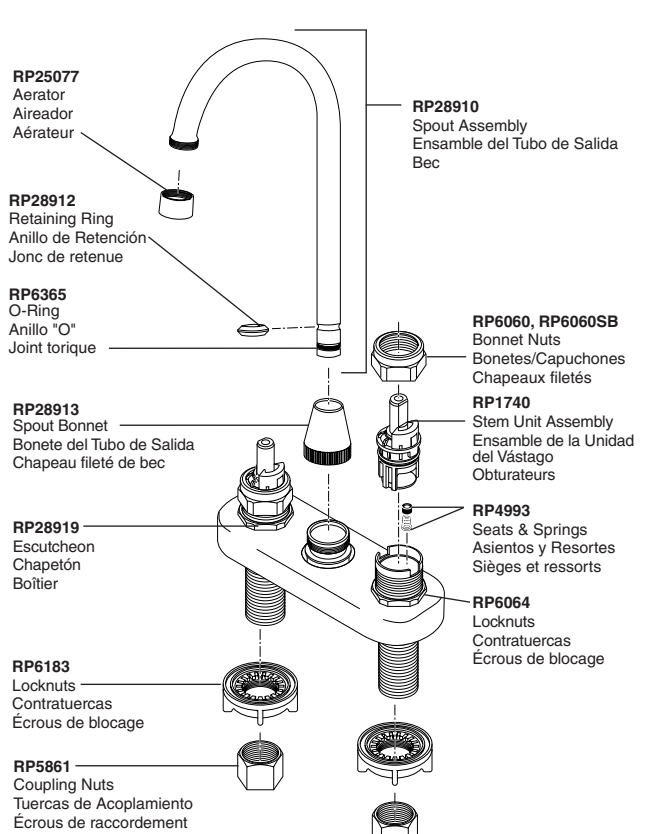 RP25077
Aerator
Aireador
Aérateur
RP28910
Spout Assembly
Ensamble del Tubo de Salida
Bec
RP28912
Retaining Ring
Anillo de Retención
Jonc de retenue
RP6365
O-Ring
Anillo "O"
Joint torique
RP6060, RP6060SB
Bonnet Nuts
Bonetes/Capuchones
Chapeaux filetés
RP28913
Spout Bonnet
Bonete del Tubo de Salida
Chapeau fileté de bec
RP1740
Stem Unit Assembly
Ensamble de la Unidad
del Vástago
Obturateurs
RP4993
Seats & Springs
Asientos y Resortes
Sièges et ressorts
RP28919
Escutcheon
Chapetón
Boîtier
RP6064
Locknuts
Contratuercas
Écrous de blocage
RP6183
Locknuts
Contratuercas
Écrous de blocage
RP5861
Coupling Nuts
Tuercas de Acoplamiento
Écrous de raccordement